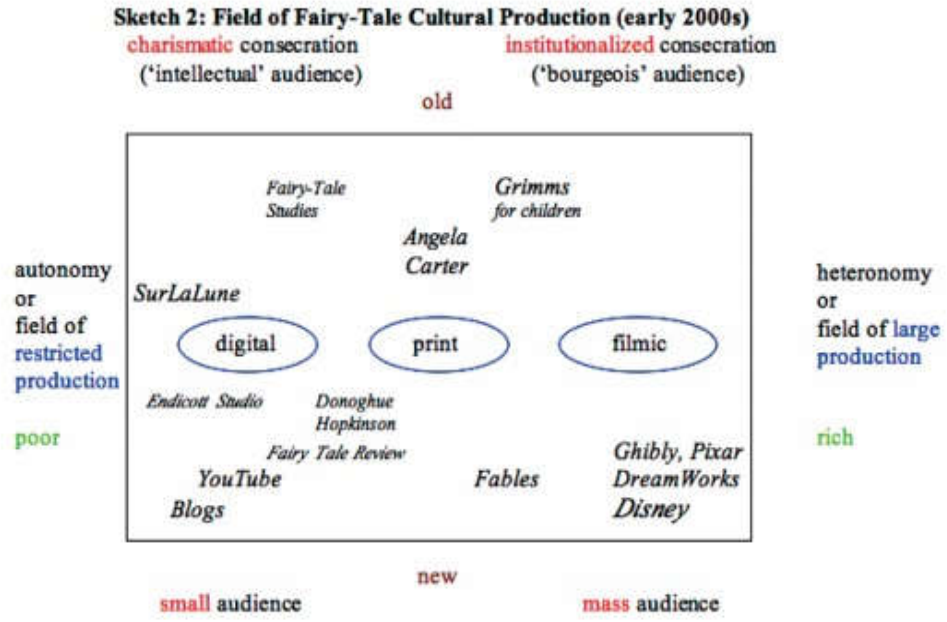 Sketch 2: Field of Fairy-Tale Cultural Production (early 2000s)
charismatic consecration
('intellectual' audience)
institutionalized consecration
('bourgeois' audience)
old
Fairy-Tale
Studies
Grimms
for children
Angela
Carter
autonomy
or
field of
restricted
production
poor
SurLaLune
digital
print
filmic
heteronomy
or
field of large
production
rich
Endicott Studio
Donoghue
Hopkinson
Fairy Tale Review
YouTube
Blogs
Fables
Ghibly, Pixar
DreamWorks
Disney
new
small audience
mass audience